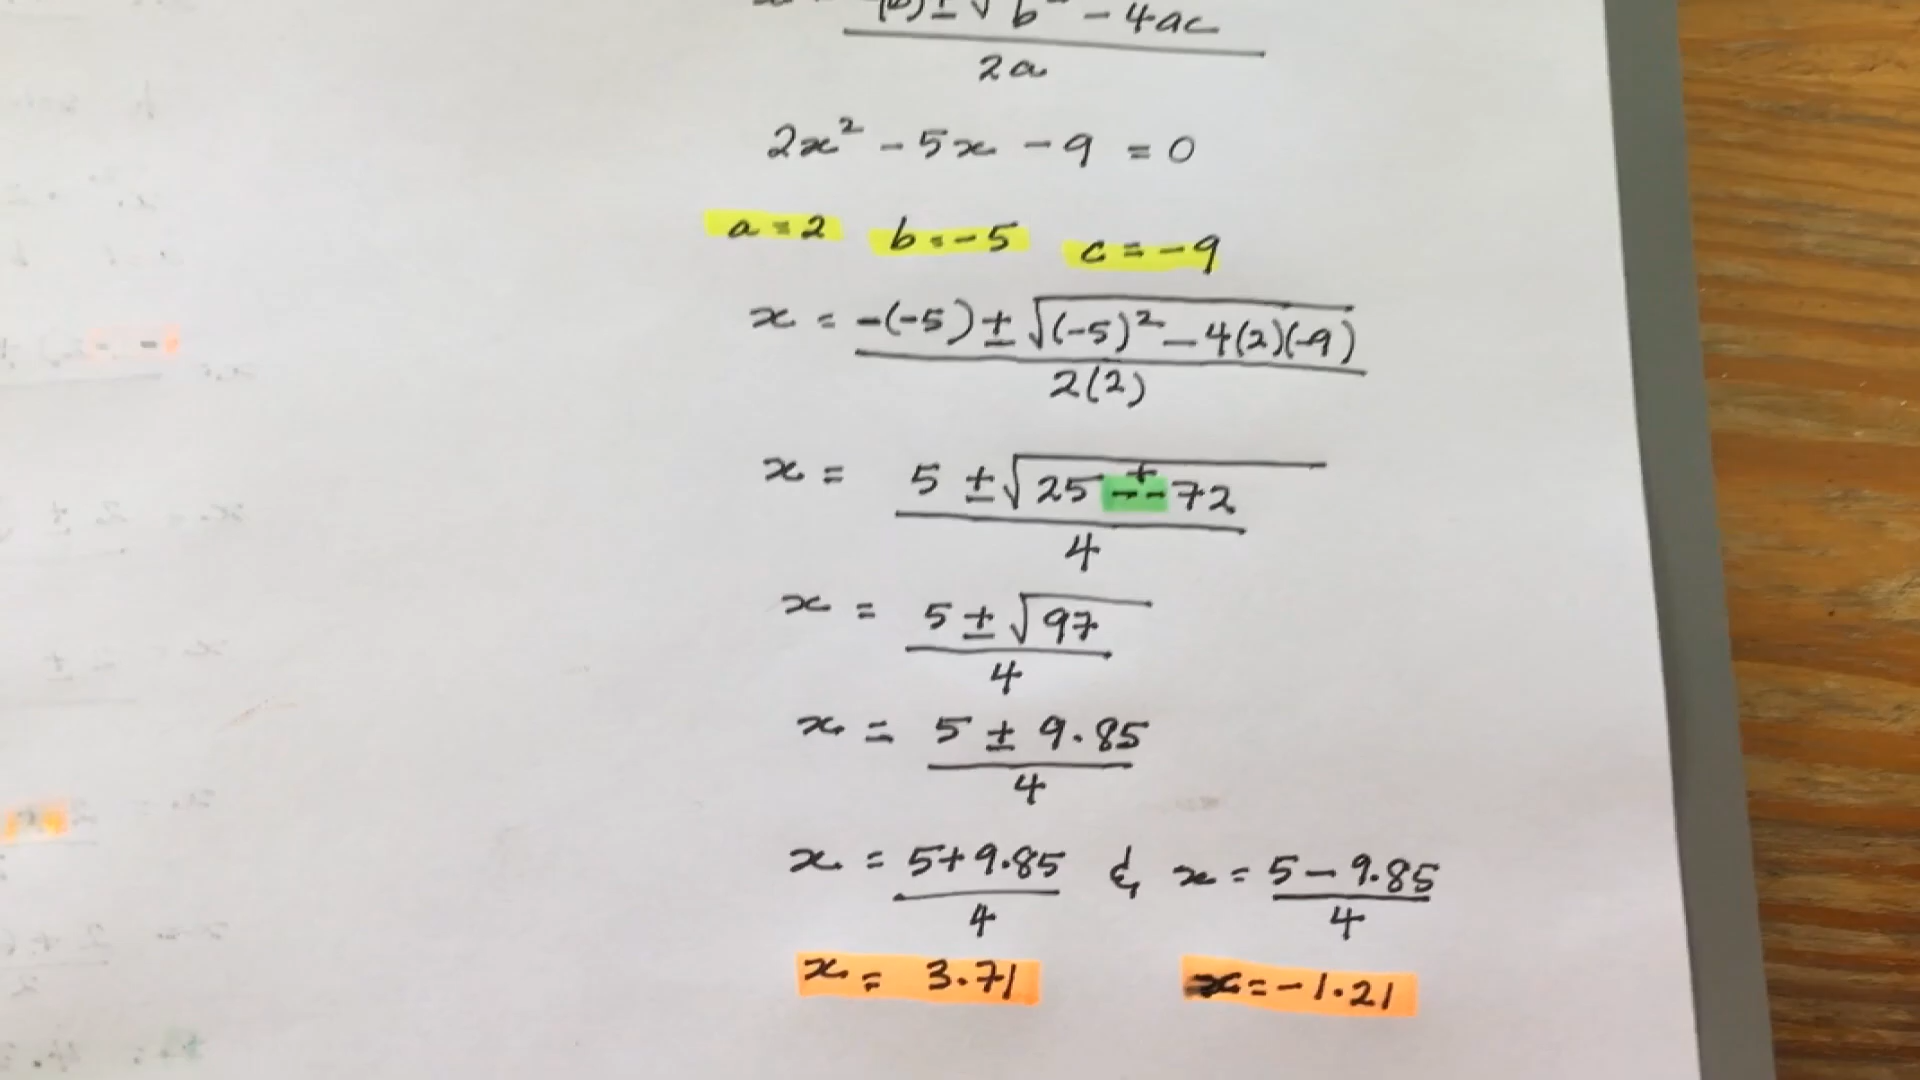 x = -(b) ± √b² - 4ac
2a
2x² - 5x - 9 = 0
a = 2 b = -5 c = -9
x = -(-5) ± √(-5)² - 4(2)(-9)
2(2)
+
x = 5 ± √25 - - 72
4
x = 5 ± √97
4
x = 5 ± 9.85
4
x = 5+9.85 & x = 5 - 9.85
4 4
x = 3.71 x = -1.21